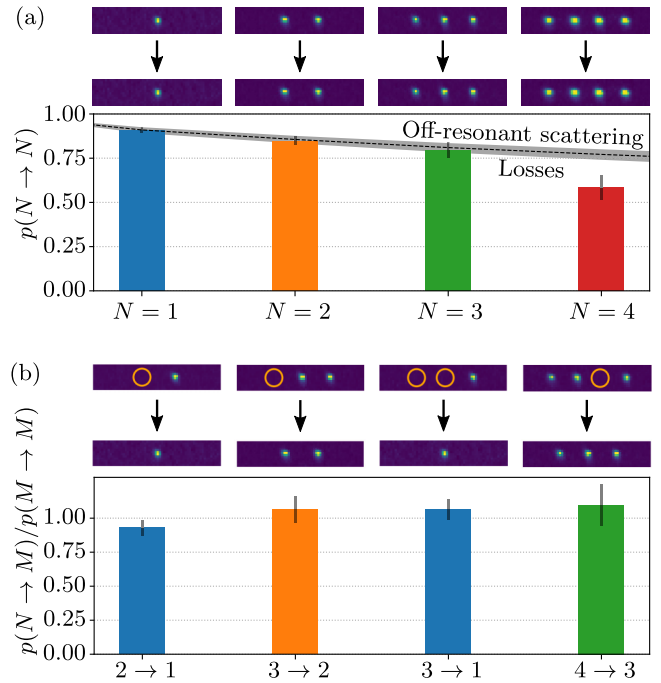 (a)
1.00
0.75
0.50
0.25
0.00
p(N → N)
Off-resonant scattering
Losses
N = 1
N = 2
N = 3
N = 4
(b)
1.00
0.75
0.50
0.25
0.00
p(N → M)/p(M → M)
2 → 1
3 → 2
3 → 1
4 → 3